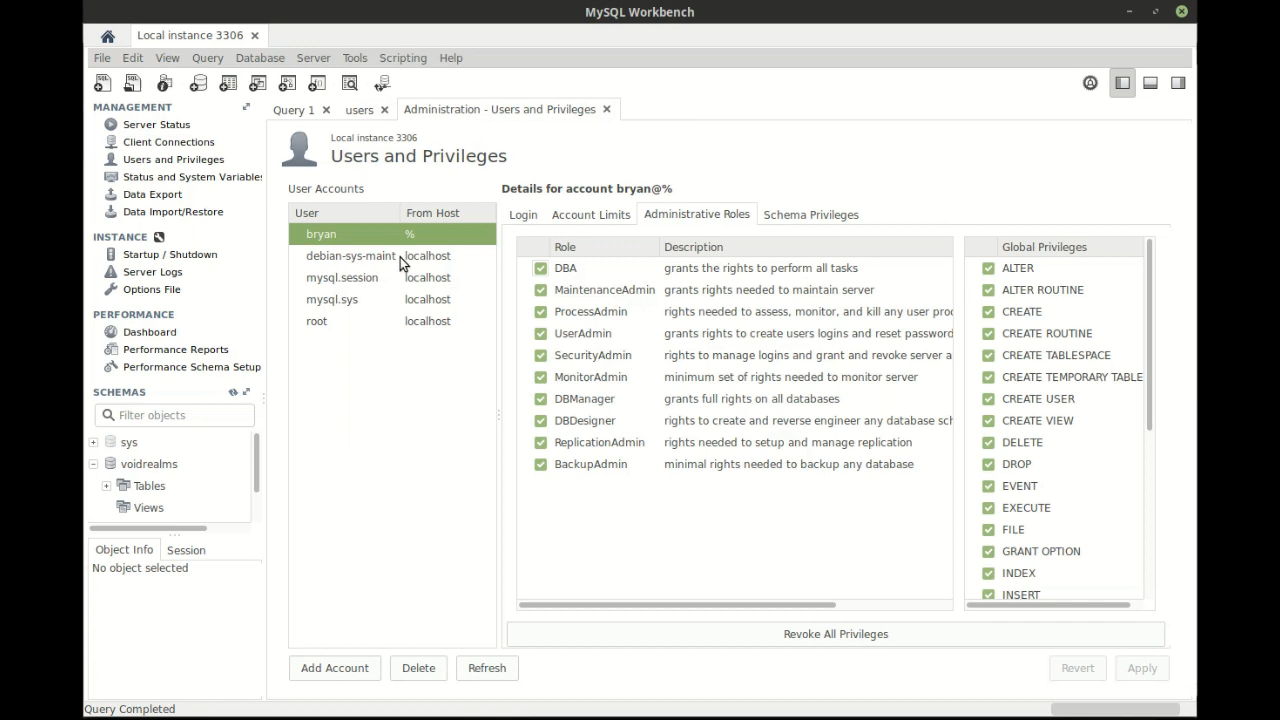 MySQL Workbench
Local instance 3306
File Edit View Query Database Server Tools Scripting Help
MANAGEMENT
Server Status
Client Connections
Users and Privileges
Status and System Variables
Data Export
Data Import/Restore
INSTANCE
Startup / Shutdown
Server Logs
Options File
PERFORMANCE
Dashboard
Performance Reports
Performance Schema Setup
SCHEMAS
Filter objects
sys
voidrealms
Tables
Views
Object Info Session
No object selected
Query 1 users Administration - Users and Privileges
Local instance 3306
Users and Privileges
User Accounts
User From Host
bryan %
debian-sys-maint localhost
mysql.session localhost
mysql.sys localhost
root localhost
Add Account Delete Refresh
Details for account bryan@%
Login Account Limits Administrative Roles Schema Privileges
Role Description
DBA grants the rights to perform all tasks
MaintenanceAdmin grants rights needed to maintain server
ProcessAdmin rights needed to assess, monitor, and kill any user proc
UserAdmin grants rights to create users logins and reset password
SecurityAdmin rights to manage logins and grant and revoke server a
MonitorAdmin minimum set of rights needed to monitor server
DBManager grants full rights on all databases
DBDesigner rights to create and reverse engineer any database sch
ReplicationAdmin rights needed to setup and manage replication
BackupAdmin minimal rights needed to backup any database
Global Privileges
ALTER
ALTER ROUTINE
CREATE
CREATE ROUTINE
CREATE TABLESPACE
CREATE TEMPORARY TABLE
CREATE USER
CREATE VIEW
DELETE
DROP
EVENT
EXECUTE
FILE
GRANT OPTION
INDEX
INSERT
Revoke All Privileges
Revert Apply
Query Completed